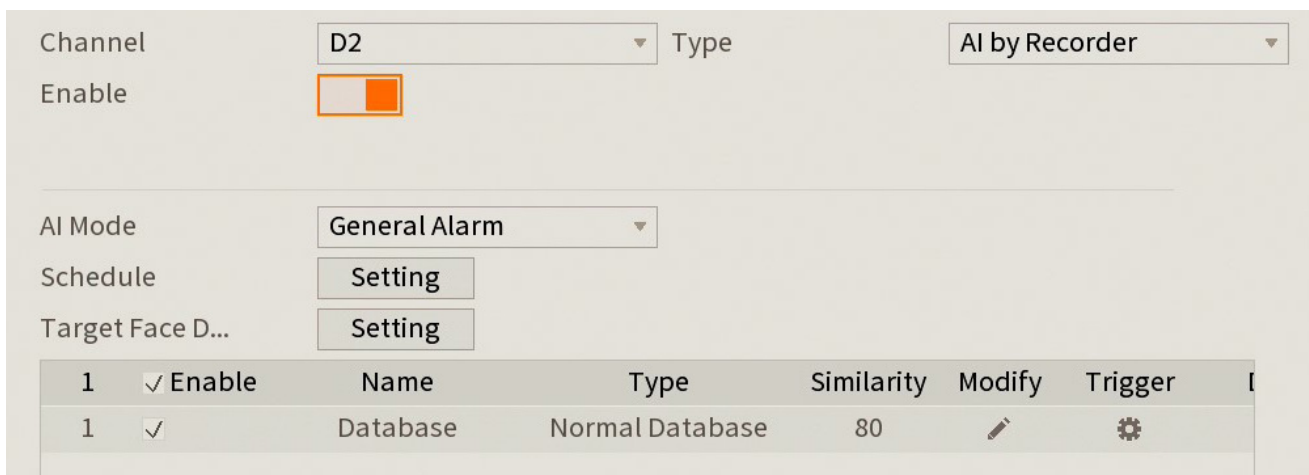 Channel D2 Type AI by Recorder
Enable
AI Mode General Alarm
Schedule Setting
Target Face D... Setting
1 Enable Name Type Similarity Modify Trigger
1 Database Normal Database 80